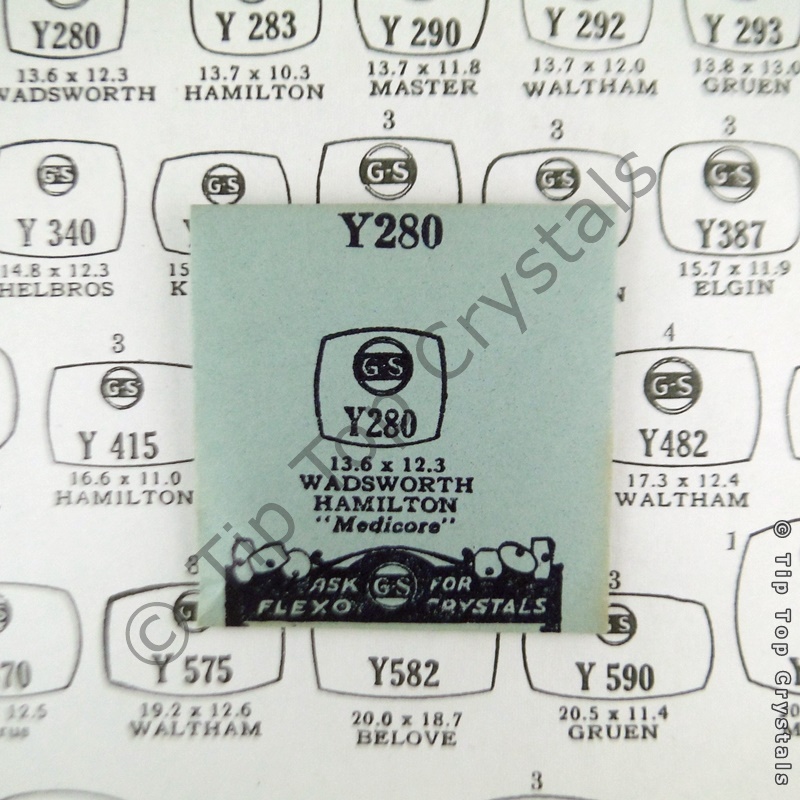 Y280
Y 283
Y 290
Y 292
Y 293
13.6 x 12.3
13.7 x 10.3
13.7 x 11.8
13.7 x 12.0
13.8 x 13.0
WADSWORTH
HAMILTON
MASTER
WALTHAM
GRUEN
3
3
3
G-S
G-S
G-S
G-S
G-S
Y 340
Y387
14.8 x 12.3
15
15.7 x 11.9
HELBROS
K
N
ELGIN
Y280
G-S
Y280
13.6 x 12.3
WADSWORTH
HAMILTON
"Medicore"
ASK G-S FOR
FLEXO CRYSTALS
3
4
G-S
G-S
Y 415
Y482
16.6 x 11.0
17.3 x 12.4
HAMILTON
WALTHAM
1
8
3
70
Y 575
Y582
Y 590
12.5
19.2 x 12.6
20.0 x 18.7
20.5 x 11.4
WALTHAM
BELOVE
GRUEN
3
© Tip Top Crystals
© Tip Top Crystals